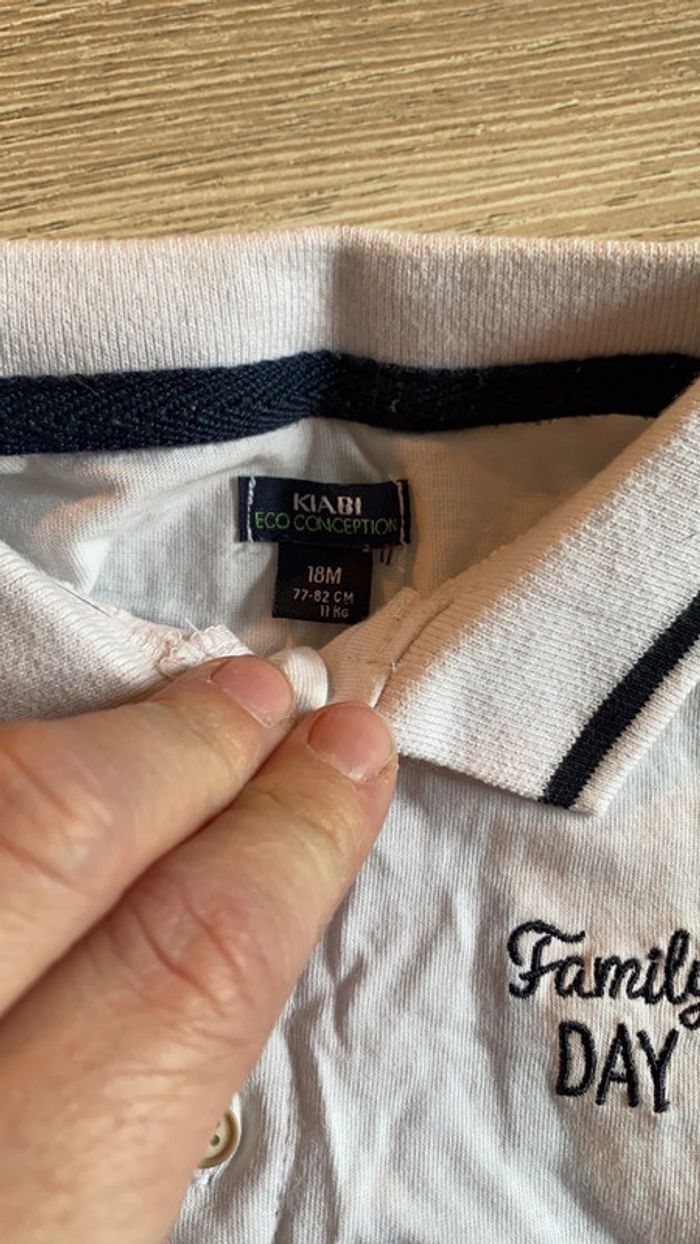 KIABI
ECO CONCEPTION
18M
77-82 CM
11 KG
Family
DAY